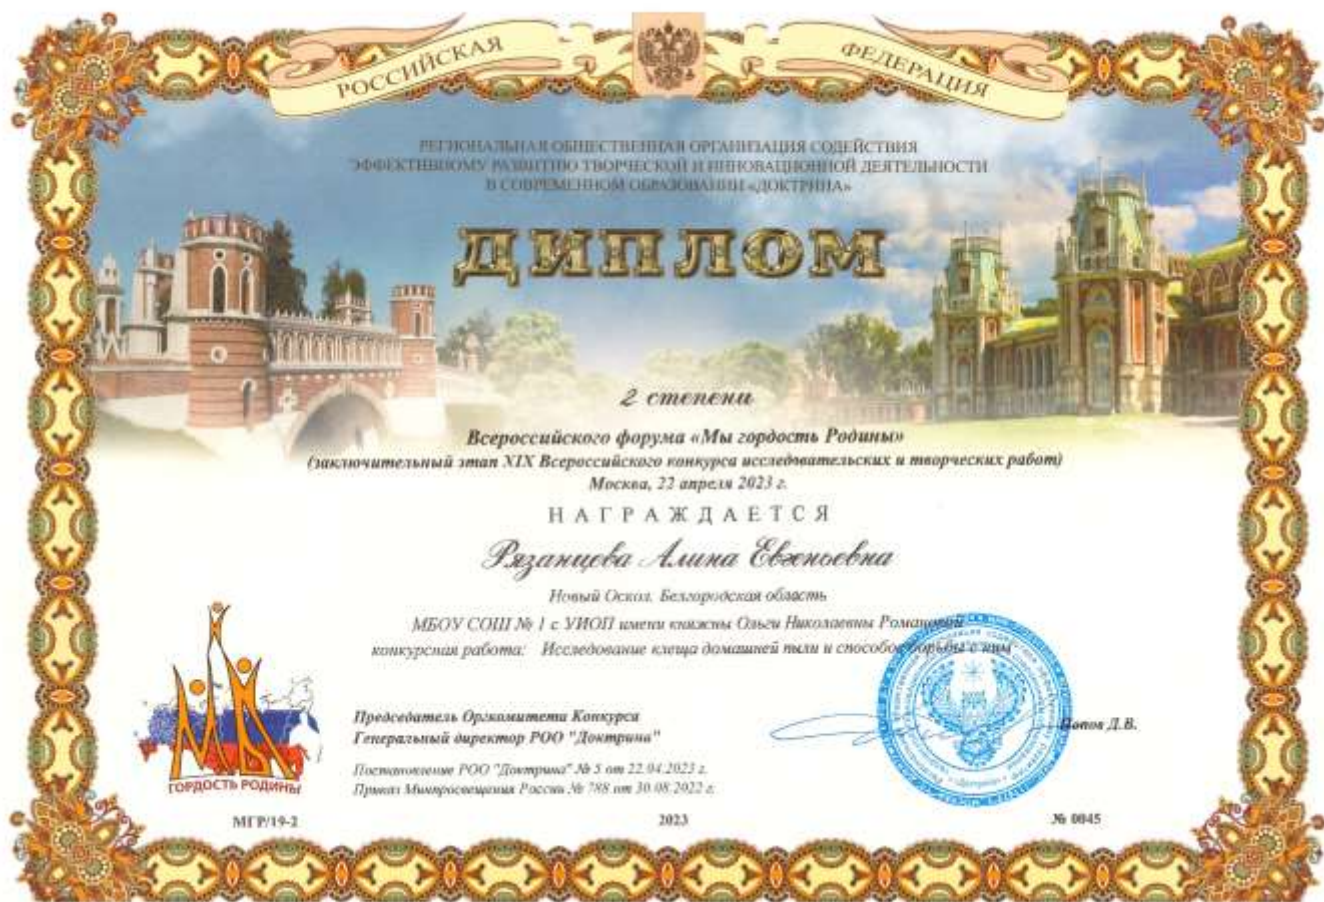 РОССИЙСКАЯ ФЕДЕРАЦИЯ
РЕГИОНАЛЬНАЯ ОБЩЕСТВЕННАЯ ОРГАНИЗАЦИЯ СОДЕЙСТВИЯ
ЭФФЕКТИВНОМУ РАЗВИТИЮ ТВОРЧЕСКОЙ И ИННОВАЦИОННОЙ ДЕЯТЕЛЬНОСТИ
В СОВРЕМЕННОМ ОБРАЗОВАНИИ «ДОКТРИНА»
ДИПЛОМ
2 степени
Всероссийского форума «Мы гордость Родины»
(заключительный этап XIX Всероссийского конкурса исследовательских и творческих работ)
Москва, 22 апреля 2023 г.
НАГРАЖДАЕТСЯ
Рязанцева Алина Евгеньевна
Новый Оскол. Белгородская область
МБОУ СОШ № 1 с УИОП имени княжны Ольги Николаевны Романовой
конкурсная работа: Исследование клеща домашней пыли и способов борьбы с ним
ГОРДОСТЬ РОДИНЫ
Председатель Оргкомитета Конкурса
Генеральный директор РОО "Доктрина"
Попов Д.В.
Постановление РОО "Доктрина" № 5 от 22.04.2023 г.
Приказ Минпросвещения России № 788 от 30.08.2022 г.
МГР/19-2 2023 № 0045